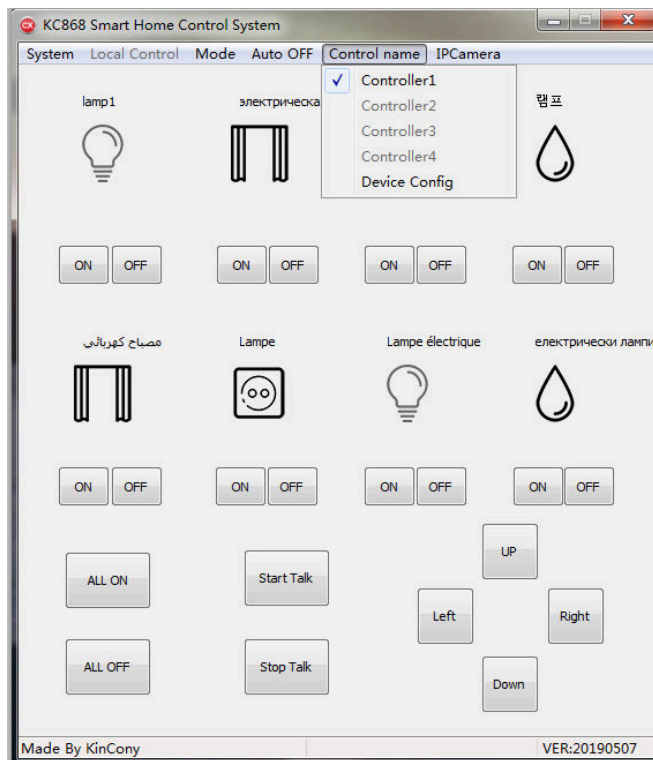 KC868 Smart Home Control System
System Local Control Mode Auto OFF Control name IPCamera
Controller1
Controller2
Controller3
Controller4
Device Config
lamp1
электрическа
램프
ON OFF ON OFF ON OFF ON OFF
مصباح كهربائي
Lampe
Lampe électrique
електрически лампи
ON OFF ON OFF ON OFF ON OFF
ALL ON
Start Talk
UP
Left
Right
ALL OFF
Stop Talk
Down
Made By KinCony
VER:20190507